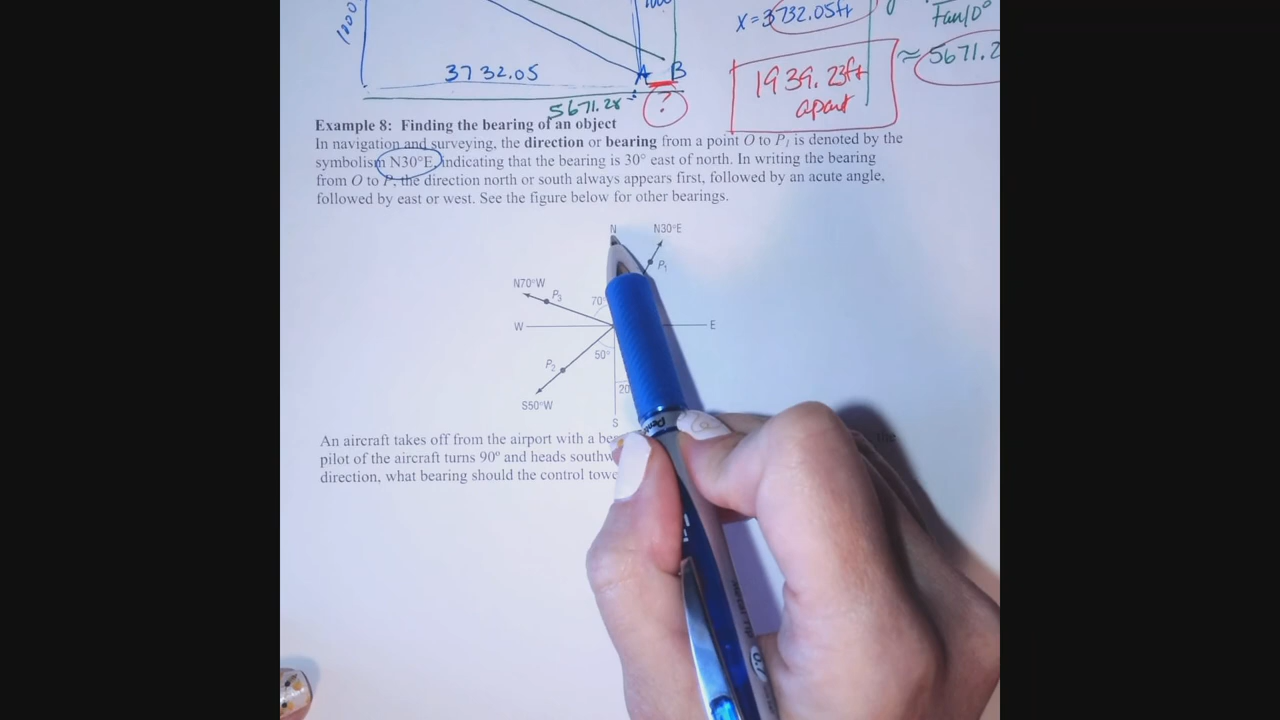 1000
3732.05
A B
5671.28
?
X = 3732.05ft
Tan10°
≈ 5671.2
1939.23ft
apart
Example 8: Finding the bearing of an object
In navigation and surveying, the direction or bearing from a point O to P₁ is denoted by the
symbolism N30°E, indicating that the bearing is 30° east of north. In writing the bearing
from O to P, the direction north or south always appears first, followed by an acute angle,
followed by east or west. See the figure below for other bearings.
N N30°E
P₁
N70°W
P₃
70°
W E
50°
P₂
20
S50°W
S
An aircraft takes off from the airport with a
pilot of the aircraft turns 90° and heads
direction, what bearing should the control